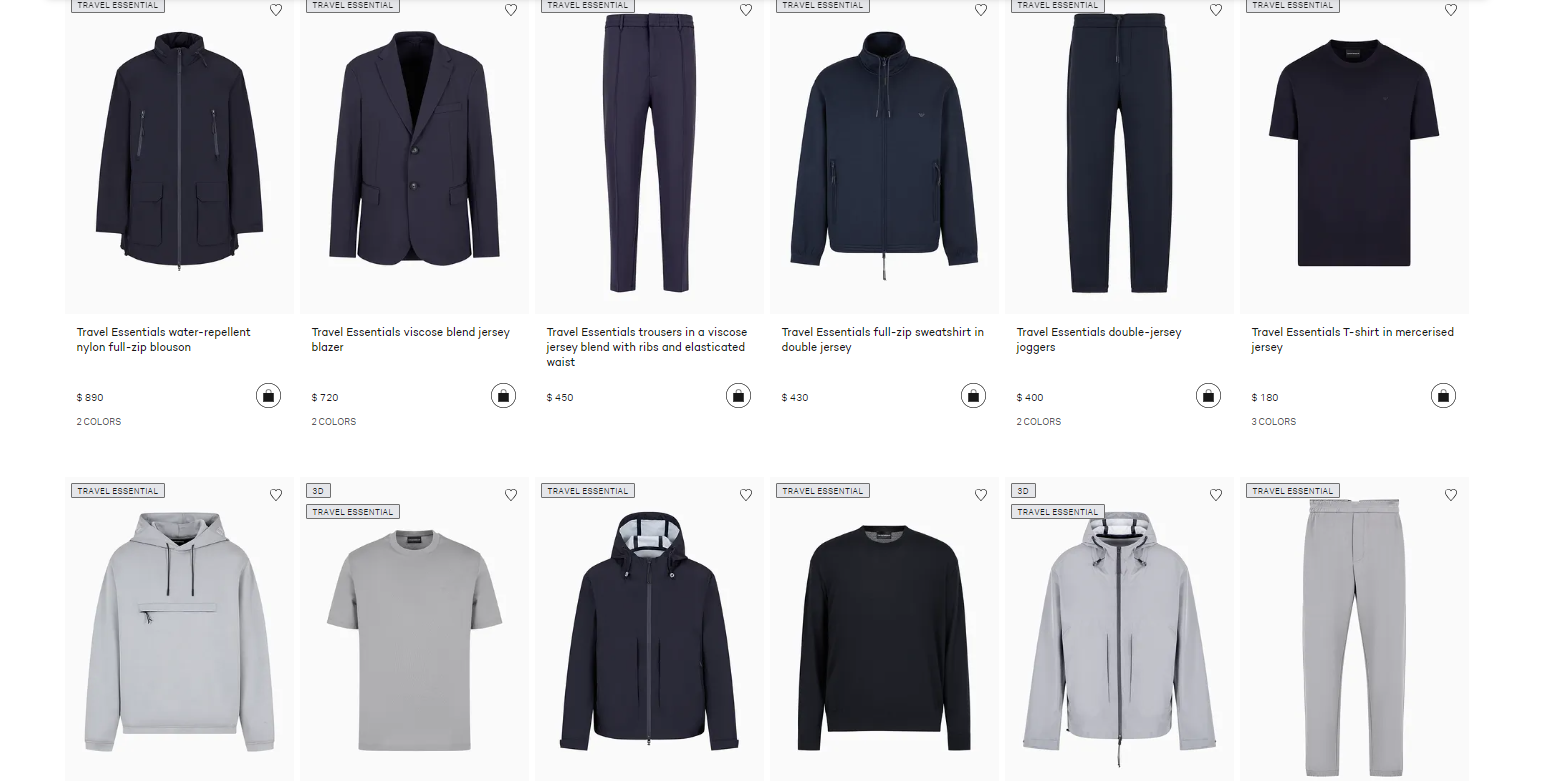 TRAVEL ESSENTIAL
TRAVEL ESSENTIAL
TRAVEL ESSENTIAL
TRAVEL ESSENTIAL
TRAVEL ESSENTIAL
TRAVEL ESSENTIAL
Travel Essentials water-repellent
nylon full-zip blouson
$ 890
2 COLORS
Travel Essentials viscose blend jersey
blazer
$ 720
2 COLORS
Travel Essentials trousers in a viscose
jersey blend with ribs and elasticated
waist
$ 450
Travel Essentials full-zip sweatshirt in
double jersey
$ 430
Travel Essentials double-jersey
joggers
$ 400
2 COLORS
Travel Essentials T-shirt in mercerised
jersey
$ 180
3 COLORS
TRAVEL ESSENTIAL
3D
TRAVEL ESSENTIAL
TRAVEL ESSENTIAL
TRAVEL ESSENTIAL
3D
TRAVEL ESSENTIAL
TRAVEL ESSENTIAL